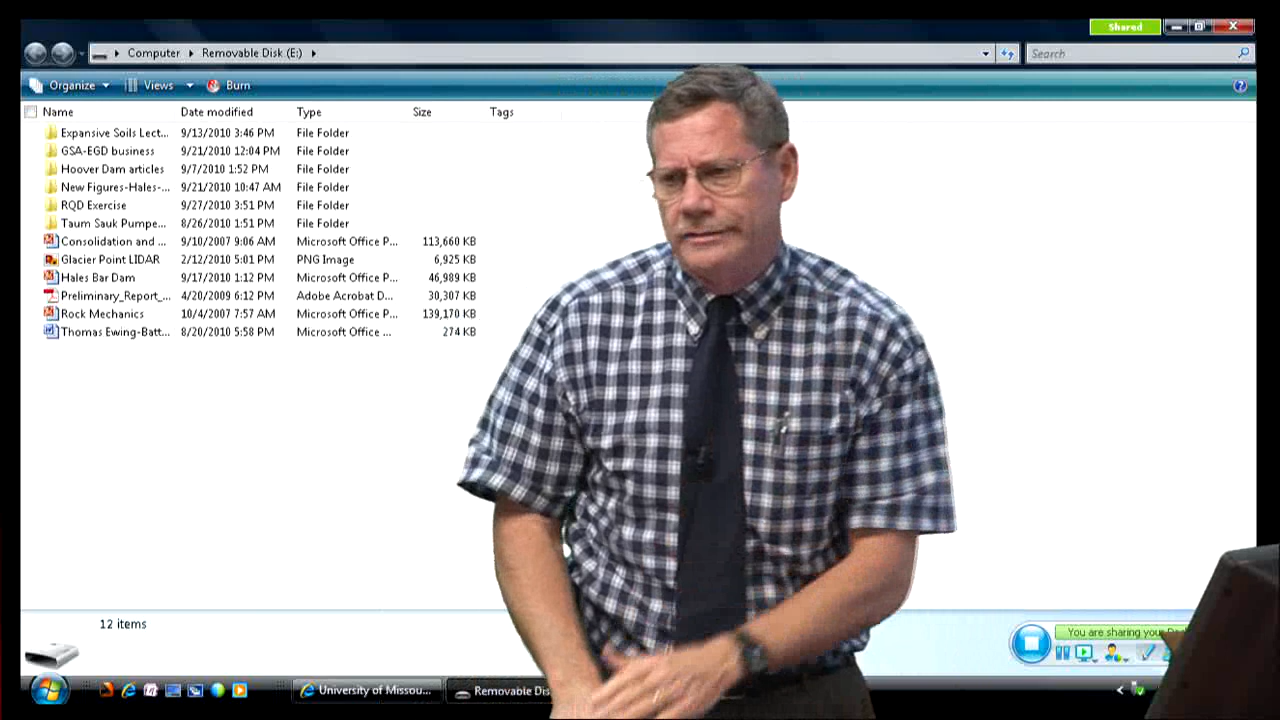 Shared
Computer Removable Disk (E:) Search
Organize Views Burn
Name Date modified Type Size Tags
Expansive Soils Lect... 9/13/2010 3:46 PM File Folder
GSA-EGD business 9/21/2010 12:04 PM File Folder
Hoover Dam articles 9/7/2010 1:52 PM File Folder
New Figures-Hales-... 9/21/2010 10:47 AM File Folder
RQD Exercise 9/27/2010 3:51 PM File Folder
Taum Sauk Pumpe... 8/26/2010 1:51 PM File Folder
Consolidation and ... 9/10/2007 9:06 AM Microsoft Office P... 113,660 KB
Glacier Point LIDAR 2/12/2010 5:01 PM PNG Image 6,925 KB
Hales Bar Dam 9/17/2010 1:12 PM Microsoft Office P... 46,989 KB
Preliminary_Report_... 4/20/2009 6:12 PM Adobe Acrobat D... 30,307 KB
Rock Mechanics 10/4/2007 7:57 AM Microsoft Office P... 139,170 KB
Thomas Ewing-Batt... 8/20/2010 5:58 PM Microsoft Office ... 274 KB
12 items
You are sharing your
University of Missou...
Removable Dis